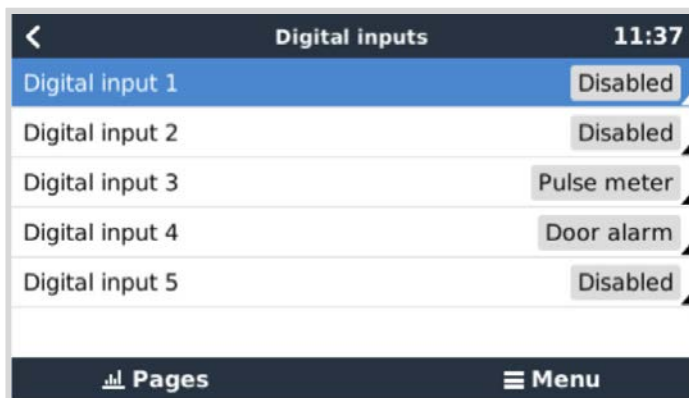 Digital inputs 11:37
Digital input 1 Disabled
Digital input 2 Disabled
Digital input 3 Pulse meter
Digital input 4 Door alarm
Digital input 5 Disabled
Pages Menu